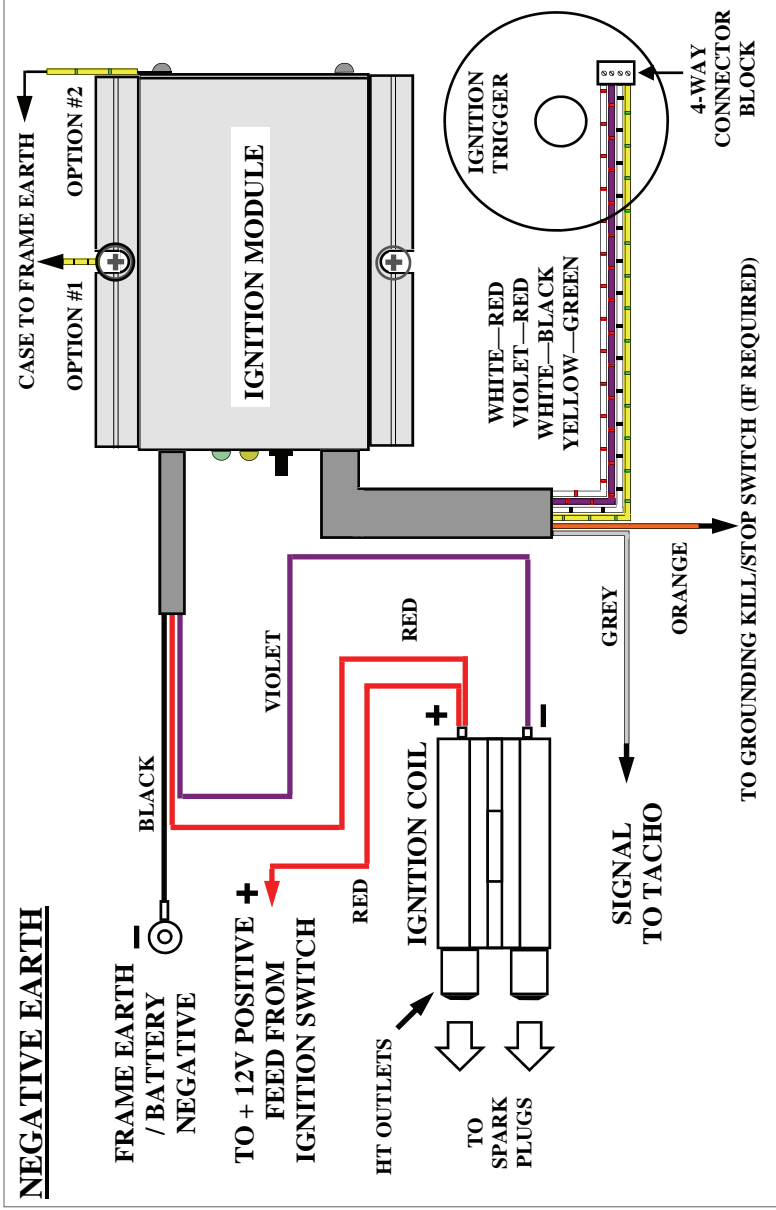 NEGATIVE EARTH
FRAME EARTH
/ BATTERY
NEGATIVE
BLACK
TO + 12V POSITIVE
FEED FROM
IGNITION SWITCH
RED
VIOLET
RED
HT OUTLETS
IGNITION COIL
TO
SPARK
PLUGS
SIGNAL
TO TACHO
GREY
ORANGE
TO GROUNDING KILL/STOP SWITCH (IF REQUIRED)
CASE TO FRAME EARTH
OPTION #1
OPTION #2
IGNITION MODULE
WHITE—RED
VIOLET—RED
WHITE—BLACK
YELLOW—GREEN
IGNITION
TRIGGER
4-WAY
CONNECTOR
BLOCK